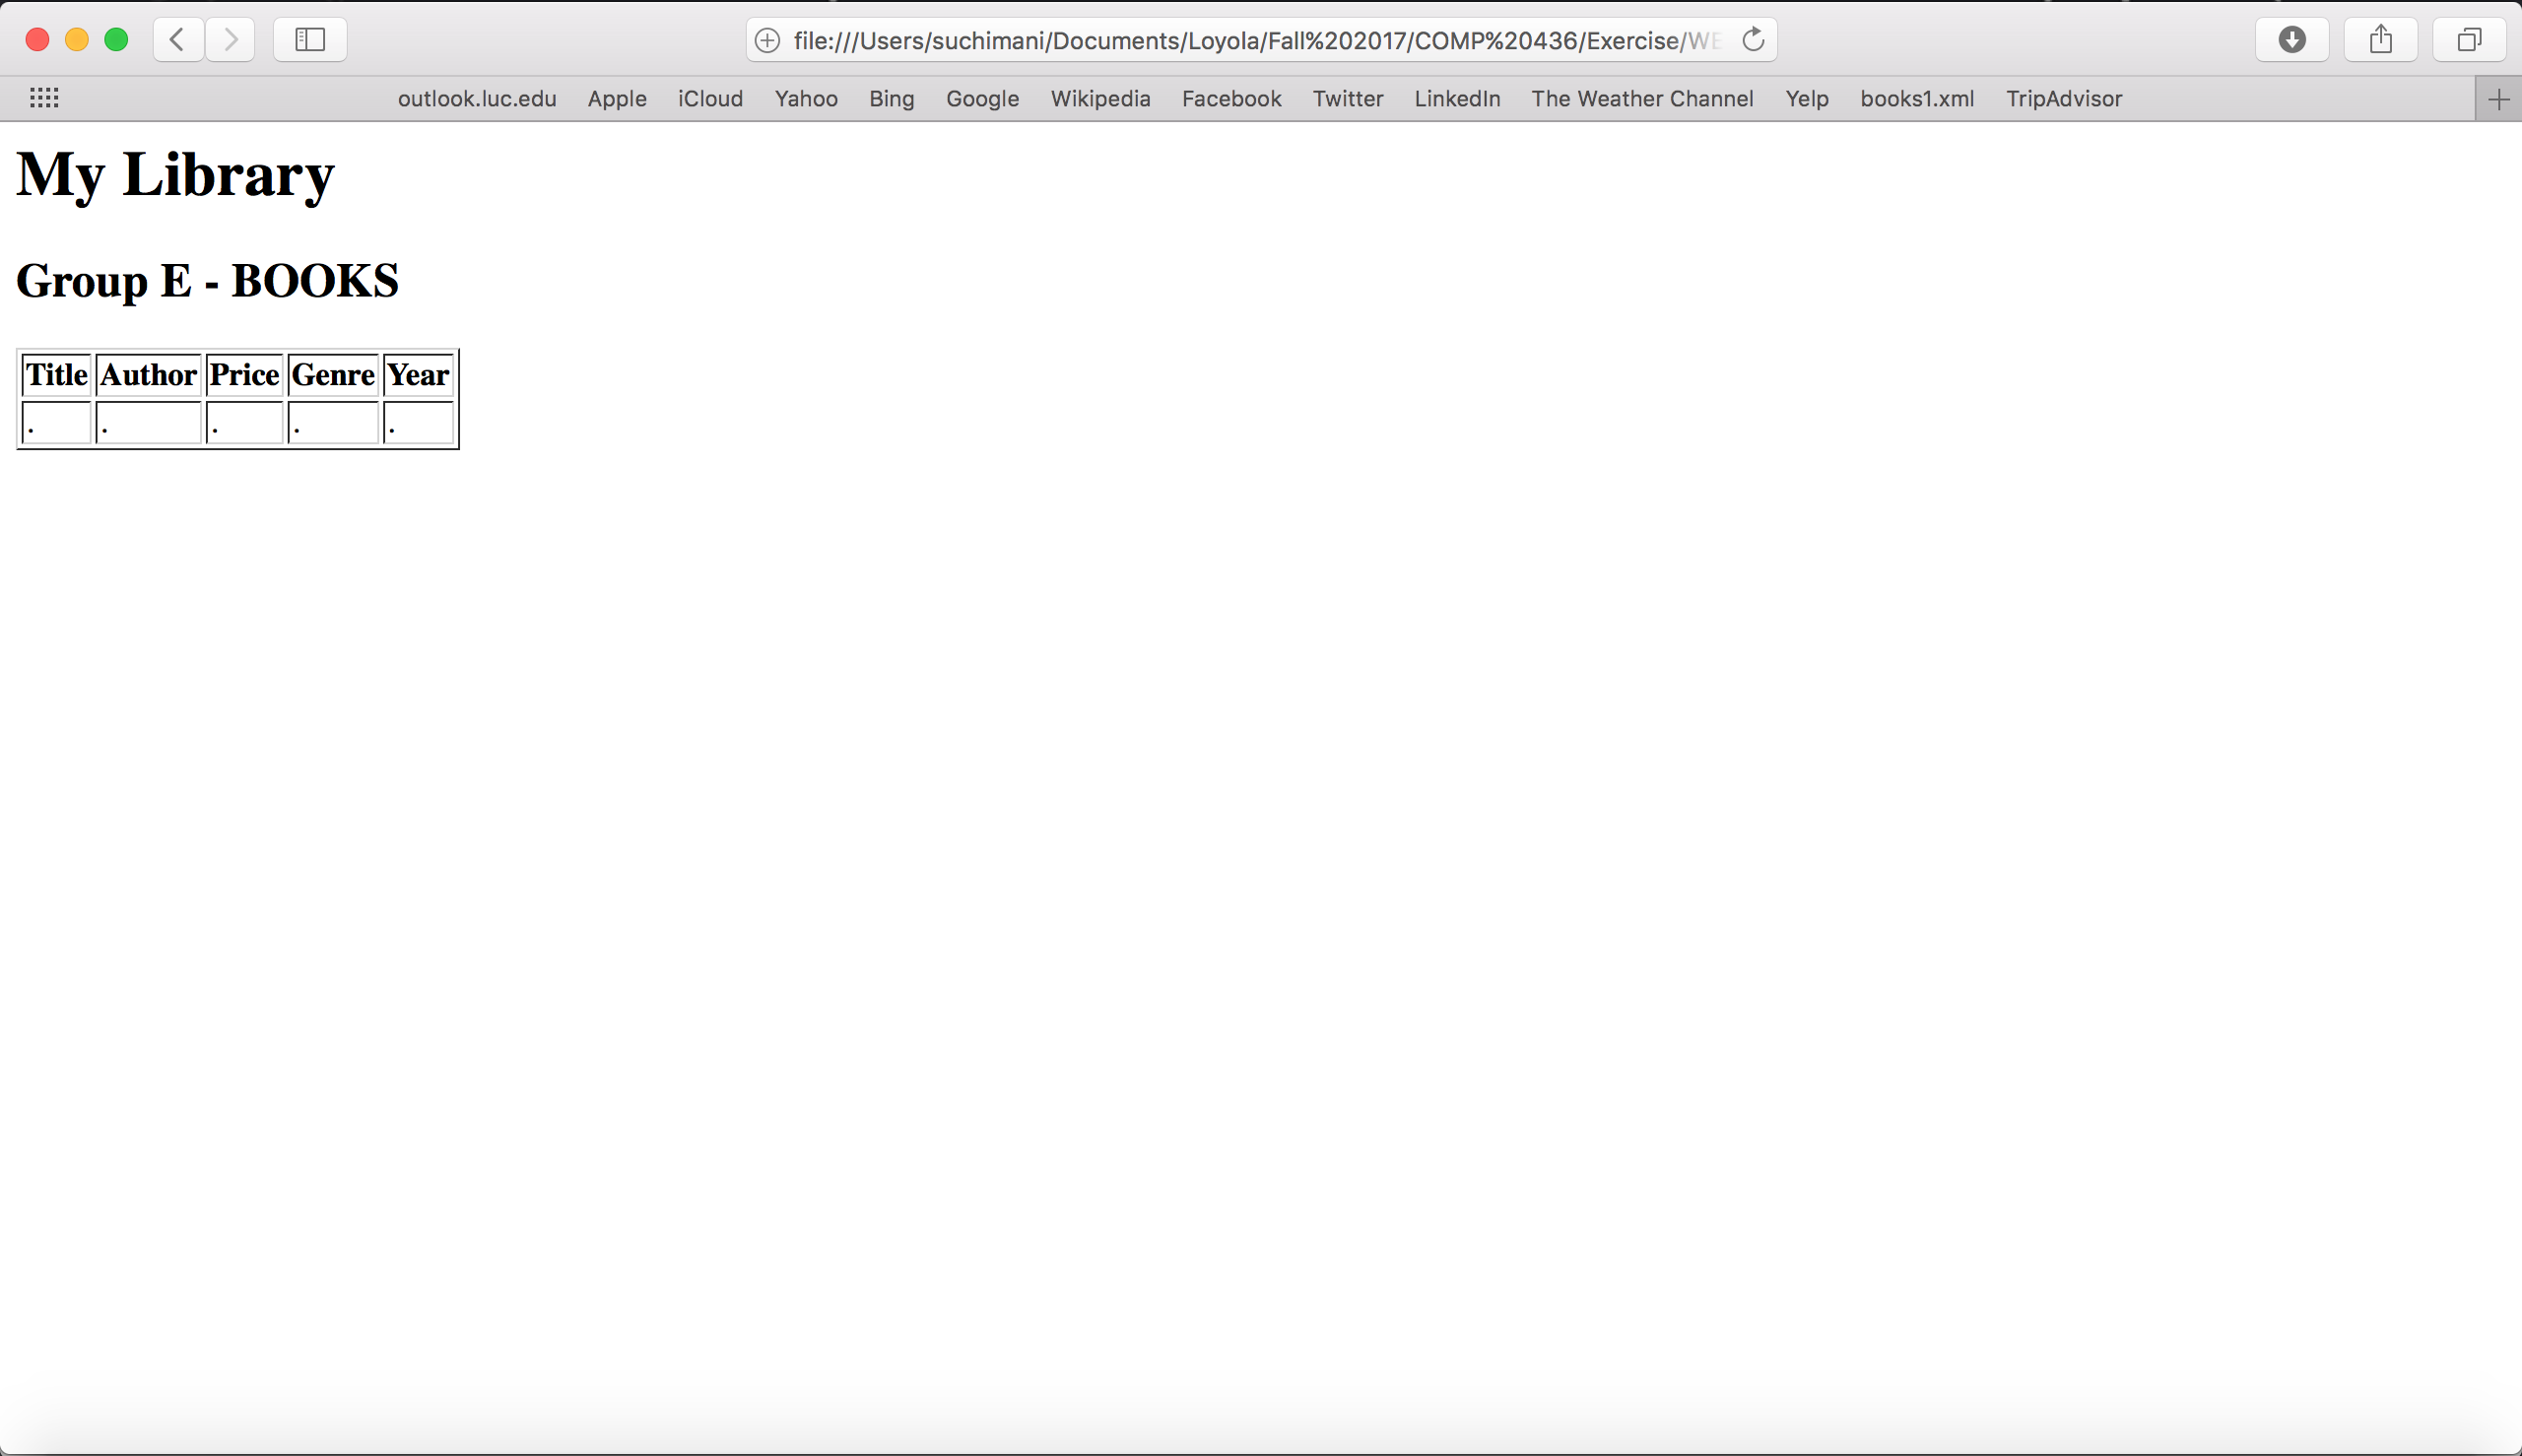 file:///Users/suchimani/Documents/Loyola/Fall%202017/COMP%20436/Exercise/WE
outlook.luc.edu Apple iCloud Yahoo Bing Google Wikipedia Facebook Twitter LinkedIn The Weather Channel Yelp books1.xml TripAdvisor
My Library
Group E - BOOKS
Title Author Price Genre Year
. . . . .